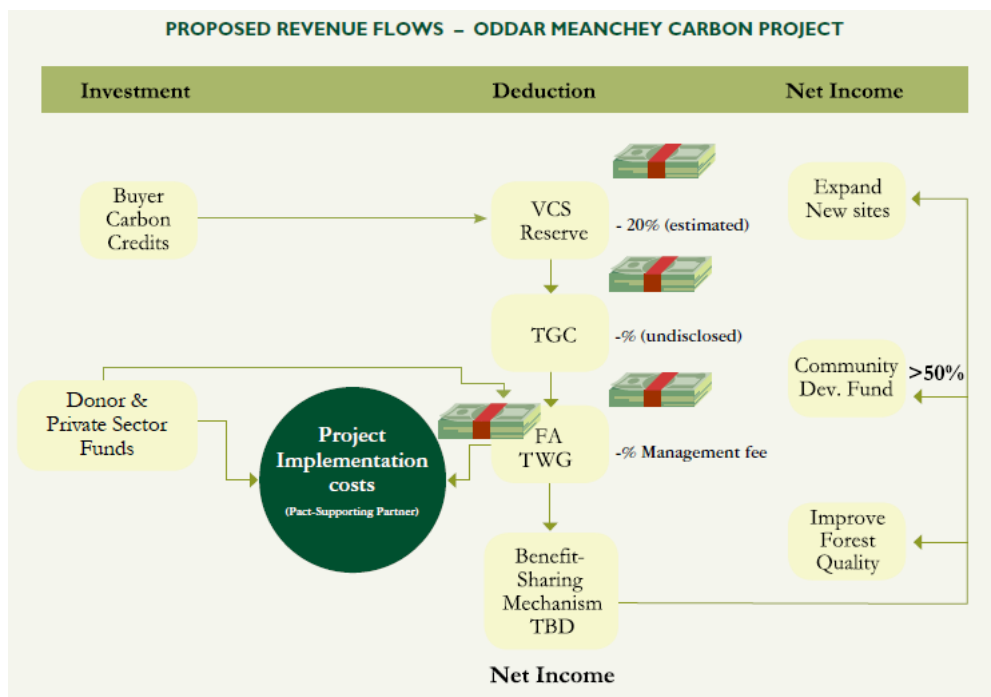 PROPOSED REVENUE FLOWS – ODDAR MEANCHEY CARBON PROJECT
Investment
Deduction
Net Income
Buyer
Carbon
Credits
VCS
Reserve
- 20% (estimated)
Expand
New sites
TGC
-% (undisclosed)
Community
Dev. Fund
>50%
Donor &
Private Sector
Funds
Project
Implementation
costs
(Pact-Supporting Partner)
FA
TWG
-% Management fee
Improve
Forest
Quality
Benefit-
Sharing
Mechanism
TBD
Net Income